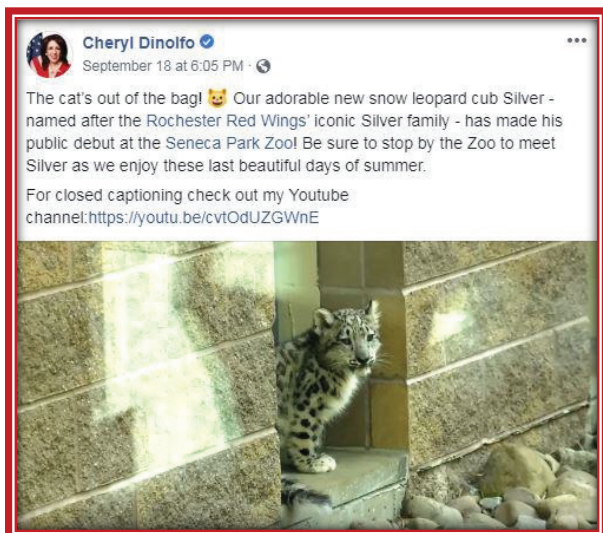 Cheryl Dinolfo
September 18 at 6:05 PM ·
The cat's out of the bag! 😺 Our adorable new snow leopard cub Silver -
named after the Rochester Red Wings' iconic Silver family - has made his
public debut at the Seneca Park Zoo! Be sure to stop by the Zoo to meet
Silver as we enjoy these last beautiful days of summer.
For closed captioning check out my Youtube
channel:https://youtu.be/cvtOdUZGWnE